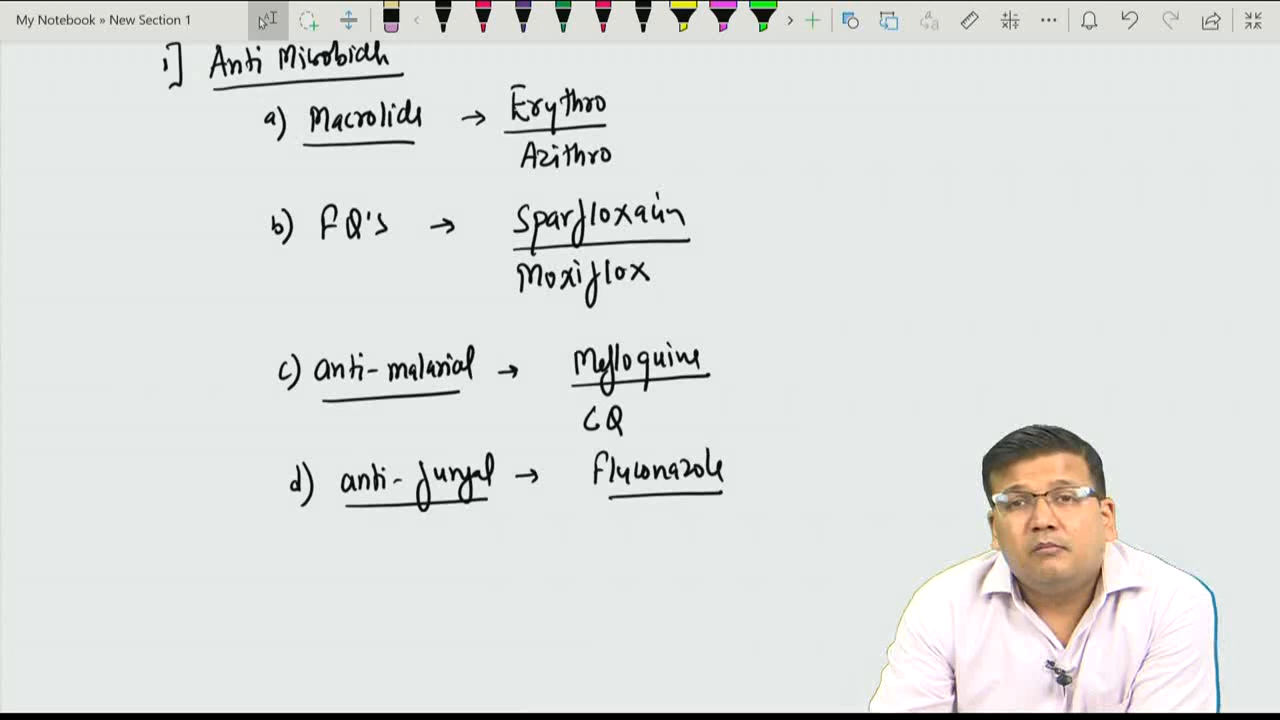 My Notebook » New Section 1
1] Anti Microbials
a) Macrolide → Erythro
Azithro
b) FQ's → Sparfloxacin
Moxiflox
c) anti-malarial → Mefloquine
CQ
d) anti-fungal → Fluconazole